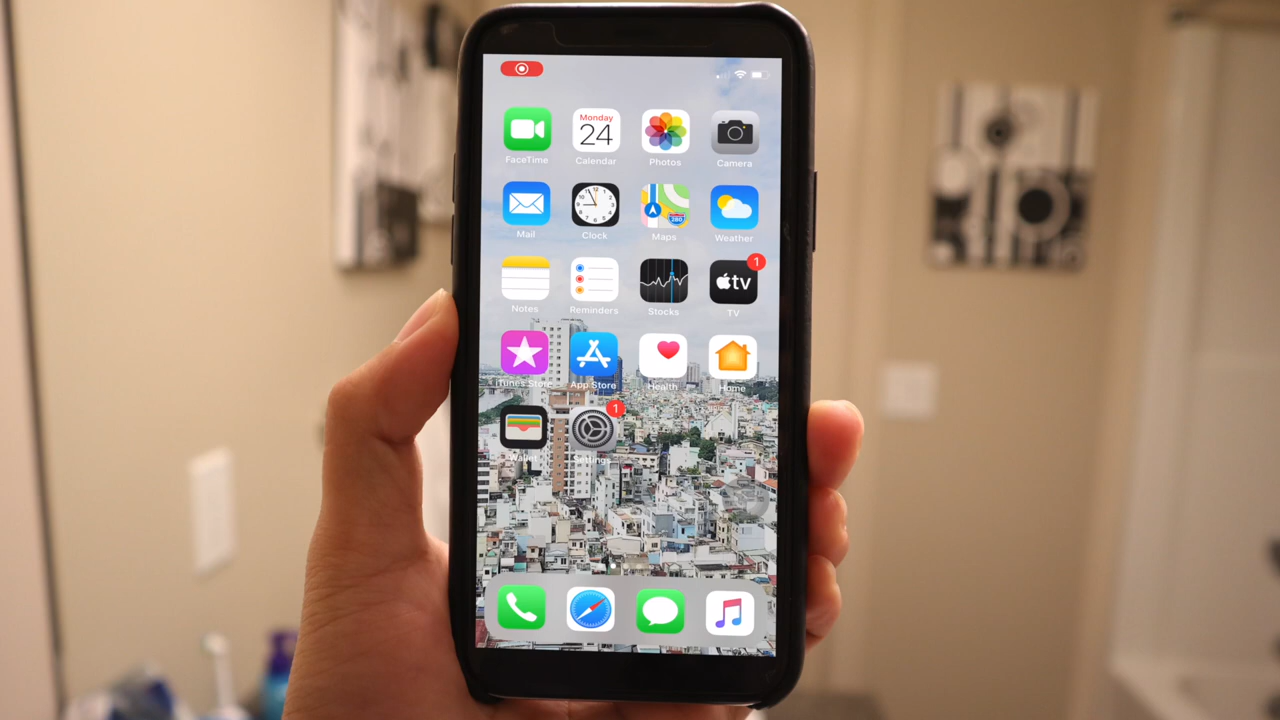 FaceTime
Monday
24
Calendar
Photos
Camera
Mail
Clock
Maps
280
Weather
Notes
Reminders
Stocks
1
tv
TV
iTunes Store
App Store
Health
Home
Wallet
1
Settings